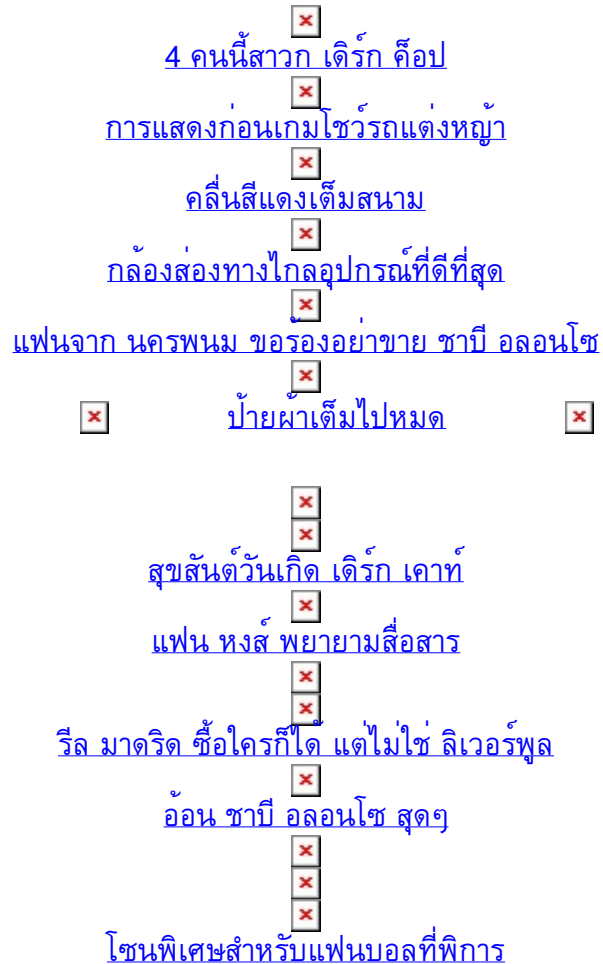 4 คนนี้สาวก เดิร์ก ค็อป
การแสดงก่อนเกมโชว์รถแต่งหญ้า
คลื่นสีแดงเต็มสนาม
กล้องส่องทางไกลอุปกรณ์ที่ดีที่สุด
แฟนจาก นครพนม ขอร้องอย่าขาย ชาบี อลอนโซ
ป้ายผ้าเต็มไปหมด
สุขสันต์วันเกิด เดิร์ก เคาท์
แฟน หงส์ พยายามสื่อสาร
รีล มาดริด ซื้อใครก็ได้ แต่ไม่ใช่ ลิเวอร์พูล
อ้อน ชาบี อลอนโซ สุดๆ
โซนพิเศษสำหรับแฟนบอลที่พิการ